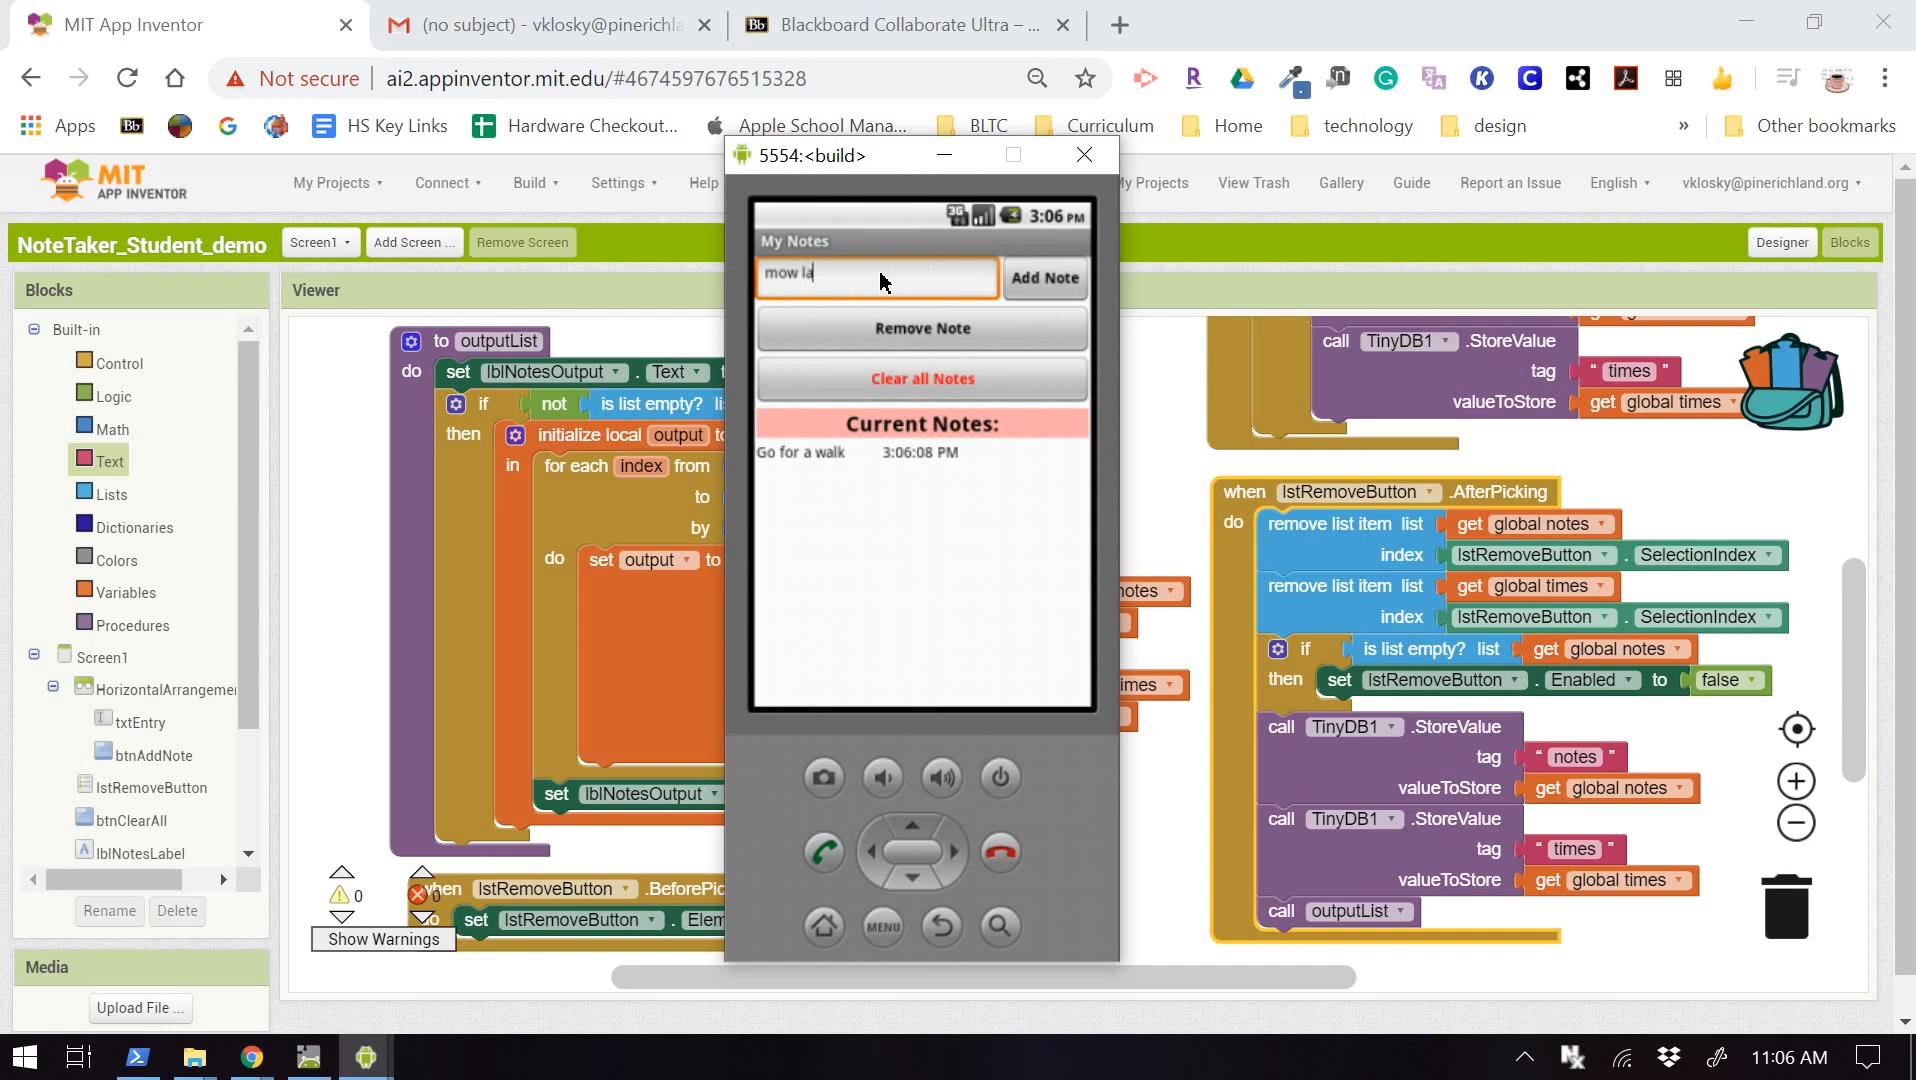 MIT App Inventor
(no subject) - vklosky@pinerichla
Blackboard Collaborate Ultra – ...
Not secure
ai2.appinventor.mit.edu/#4674597676515328
Apps
Bb
HS Key Links
Hardware Checkout...
Apple School Mana...
BLTC
Curriculum
Home
technology
design
»
Other bookmarks
5554:<build>
MIT
APP INVENTOR
My Projects
Connect
Build
Settings
Help
My Projects
View Trash
Gallery
Guide
Report an Issue
English
vklosky@pinerichland.org
NoteTaker_Student_demo
Screen1
Add Screen ...
Remove Screen
Designer
Blocks
Blocks
Built-in
Control
Logic
Math
Text
Lists
Dictionaries
Colors
Variables
Procedures
Screen1
HorizontalArrangemen
txtEntry
btnAddNote
lstRemoveButton
btnClearAll
lblNotesLabel
Rename
Delete
Media
Upload File ...
Viewer
to outputList
do set lblNotesOutput . Text
if not is list empty?
then initialize local output to
in for each index from
to
by
do set output to
set lblNotesOutput
when lstRemoveButton .BeforePic
do set lstRemoveButton . Elem
0
0
Show Warnings
3G 3:06 PM
My Notes
mow la
Add Note
Remove Note
Clear all Notes
Current Notes:
Go for a walk 3:06:08 PM
MENU
notes
imes
call TinyDB1 .StoreValue
tag “ times ”
valueToStore get global times
when lstRemoveButton .AfterPicking
do remove list item list get global notes
index lstRemoveButton . SelectionIndex
remove list item list get global times
index lstRemoveButton . SelectionIndex
if is list empty? list get global notes
then set lstRemoveButton . Enabled to false
call TinyDB1 .StoreValue
tag “ notes ”
valueToStore get global notes
call TinyDB1 .StoreValue
tag “ times ”
valueToStore get global times
call outputList
11:06 AM